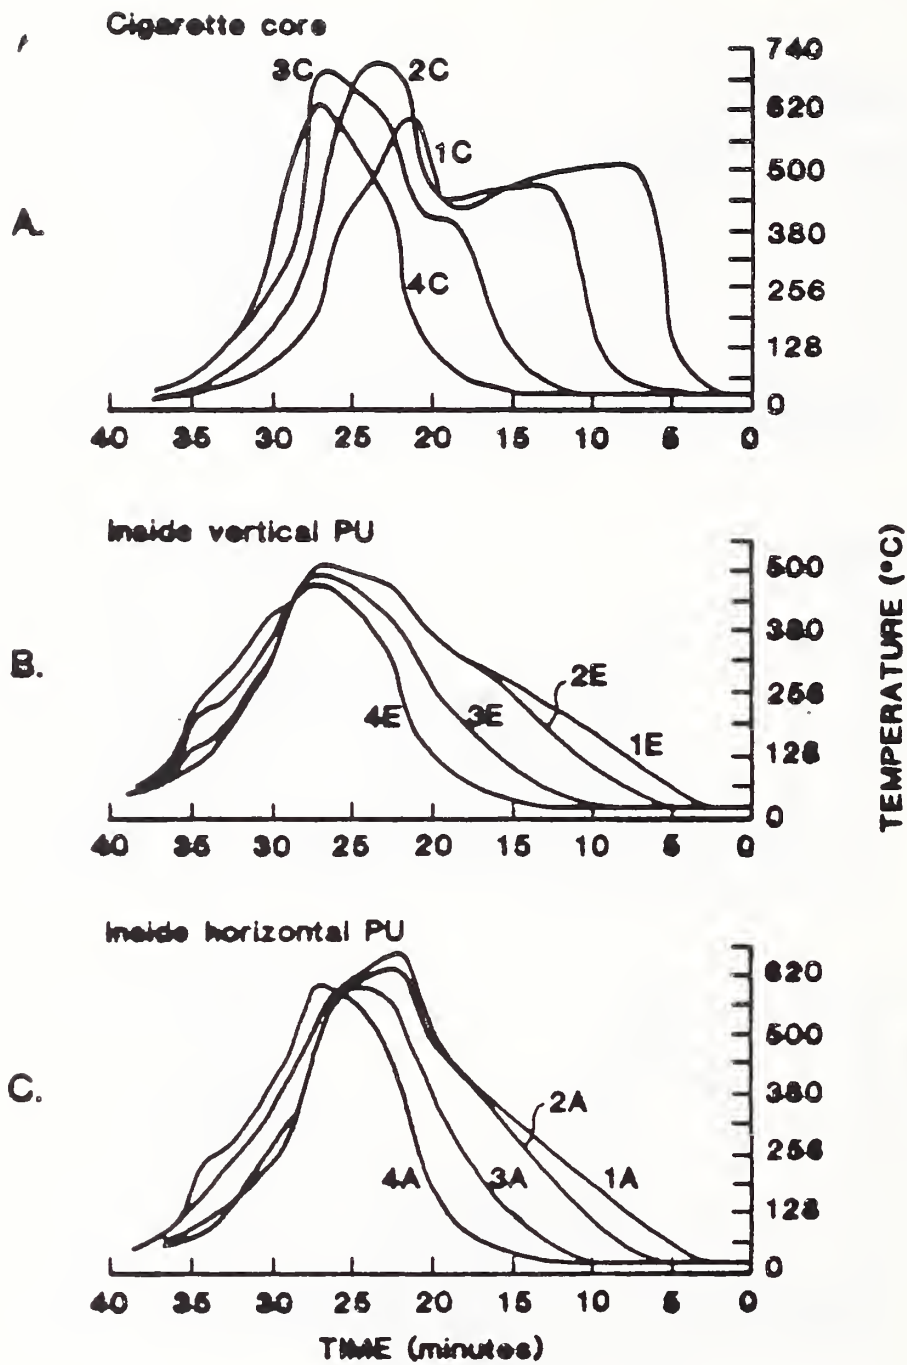 Cigarette core
A.
3C
2C
1C
4C
740
620
500
380
256
128
0
40 35 30 25 20 15 10 5 0
Inside vertical PU
B.
4E
3E
2E
1E
500
380
256
128
0
40 35 30 25 20 15 10 5 0
TEMPERATURE (°C)
Inside horizontal PU
C.
4A
3A
2A
1A
620
500
380
256
128
0
40 35 30 25 20 15 10 5 0
TIME (minutes)